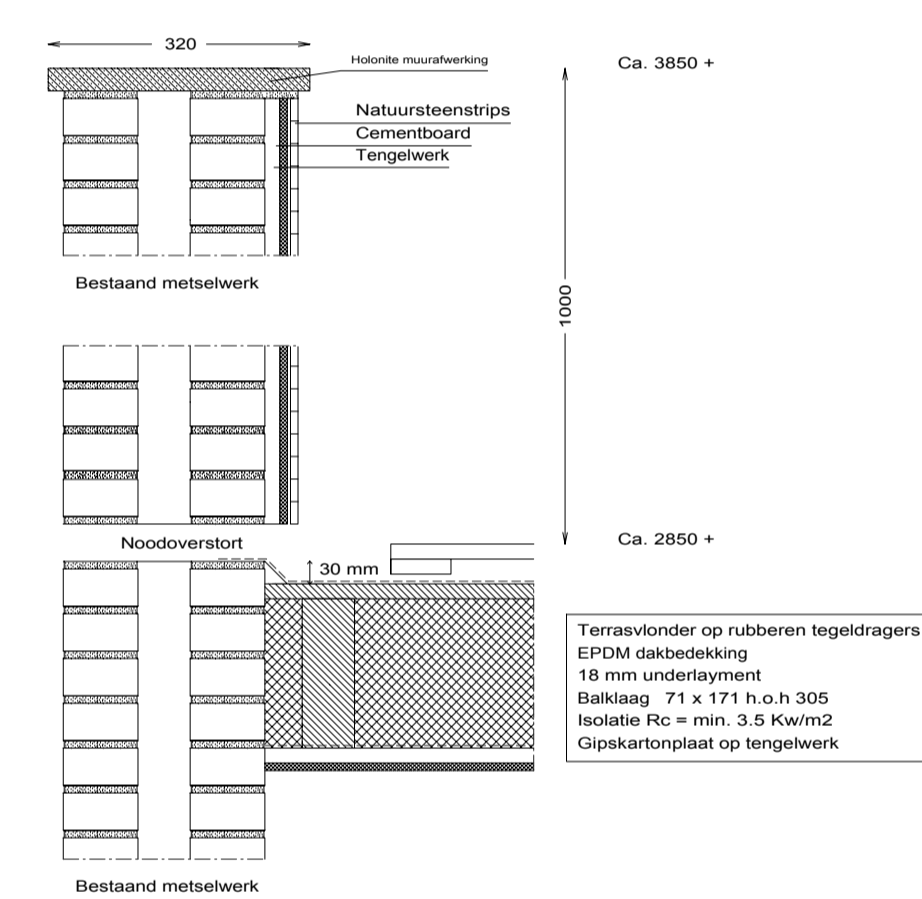 320
Holonite muurafwerking
Ca. 3850 +
Natuursteenstrips
Cementboard
Tengelwerk
Bestaand metselwerk
1000
Noodoverstort
Ca. 2850 +
30 mm
Terrasvlonder op rubberen tegeldragers
EPDM dakbedekking
18 mm underlayment
Balklaag 71 x 171 h.o.h 305
Isolatie Rc = min. 3.5 Kw/m2
Gipskartonplaat op tengelwerk
Bestaand metselwerk